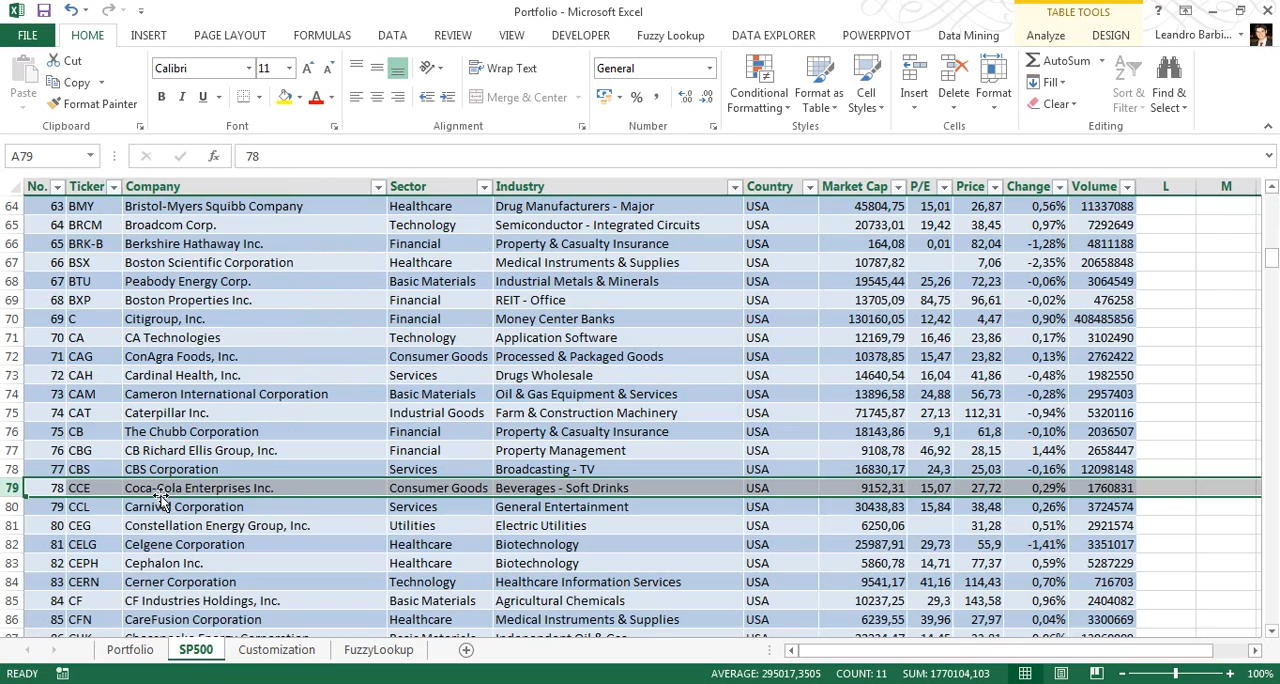 Portfolio - Microsoft Excel
TABLE TOOLS
FILE HOME INSERT PAGE LAYOUT FORMULAS DATA REVIEW VIEW DEVELOPER Fuzzy Lookup DATA EXPLORER POWERPIVOT Data Mining Analyze DESIGN Leandro Barbi...
Cut
Copy
Format Painter
Paste
Clipboard
Calibri 11
B I U
Font
Wrap Text
Merge & Center
Alignment
General
%
Number
Conditional Formatting
Format as Table
Cell Styles
Styles
Insert Delete Format
Cells
AutoSum
Fill
Clear
Sort & Filter
Find & Select
Editing
A79 fx 78
No. Ticker Company Sector Industry Country Market Cap P/E Price Change Volume L M
64 63 BMY Bristol-Myers Squibb Company Healthcare Drug Manufacturers - Major USA 45804,75 15,01 26,87 0,56% 11337088
65 64 BRCM Broadcom Corp. Technology Semiconductor - Integrated Circuits USA 20733,01 19,42 38,45 0,97% 7292649
66 65 BRK-B Berkshire Hathaway Inc. Financial Property & Casualty Insurance USA 164,08 0,01 82,04 -1,28% 4811188
67 66 BSX Boston Scientific Corporation Healthcare Medical Instruments & Supplies USA 10787,82 7,06 -2,35% 20658848
68 67 BTU Peabody Energy Corp. Basic Materials Industrial Metals & Minerals USA 19545,44 25,26 72,23 -0,06% 3064549
69 68 BXP Boston Properties Inc. Financial REIT - Office USA 13705,09 84,75 96,61 -0,02% 476258
70 69 C Citigroup, Inc. Financial Money Center Banks USA 130160,05 12,42 4,47 0,90% 408485856
71 70 CA CA Technologies Technology Application Software USA 12169,79 16,46 23,86 0,17% 3102490
72 71 CAG ConAgra Foods, Inc. Consumer Goods Processed & Packaged Goods USA 10378,85 15,47 23,82 0,13% 2762422
73 72 CAH Cardinal Health, Inc. Services Drugs Wholesale USA 14640,54 16,04 41,86 -0,48% 1982550
74 73 CAM Cameron International Corporation Basic Materials Oil & Gas Equipment & Services USA 13896,58 24,88 56,73 -0,28% 2957403
75 74 CAT Caterpillar Inc. Industrial Goods Farm & Construction Machinery USA 71745,87 27,13 112,31 -0,94% 5320116
76 75 CB The Chubb Corporation Financial Property & Casualty Insurance USA 18143,86 9,1 61,8 -0,10% 2036507
77 76 CBG CB Richard Ellis Group, Inc. Financial Property Management USA 9108,78 46,92 28,15 1,44% 2658447
78 77 CBS CBS Corporation Services Broadcasting - TV USA 16830,17 24,3 25,03 -0,16% 12098148
79 78 CCE Coca-Cola Enterprises Inc. Consumer Goods Beverages - Soft Drinks USA 9152,31 15,07 27,72 0,29% 1760831
80 79 CCL Carnival Corporation Services General Entertainment USA 30438,83 15,84 38,48 0,26% 3724574
81 80 CEG Constellation Energy Group, Inc. Utilities Electric Utilities USA 6250,06 31,28 0,51% 2921574
82 81 CELG Celgene Corporation Healthcare Biotechnology USA 25987,91 29,73 55,9 -1,41% 3351017
83 82 CEPH Cephalon Inc. Healthcare Biotechnology USA 5860,78 14,71 77,37 0,59% 5287229
84 83 CERN Cerner Corporation Technology Healthcare Information Services USA 9541,17 41,16 114,43 0,70% 716703
85 84 CF CF Industries Holdings, Inc. Basic Materials Agricultural Chemicals USA 10237,25 29,3 143,58 0,96% 2404082
86 85 CFN CareFusion Corporation Healthcare Medical Instruments & Supplies USA 6239,55 39,96 27,97 0,04% 3300669
Portfolio SP500 Customization FuzzyLookup
READY AVERAGE: 295017,3505 COUNT: 11 SUM: 1770104,103 100%